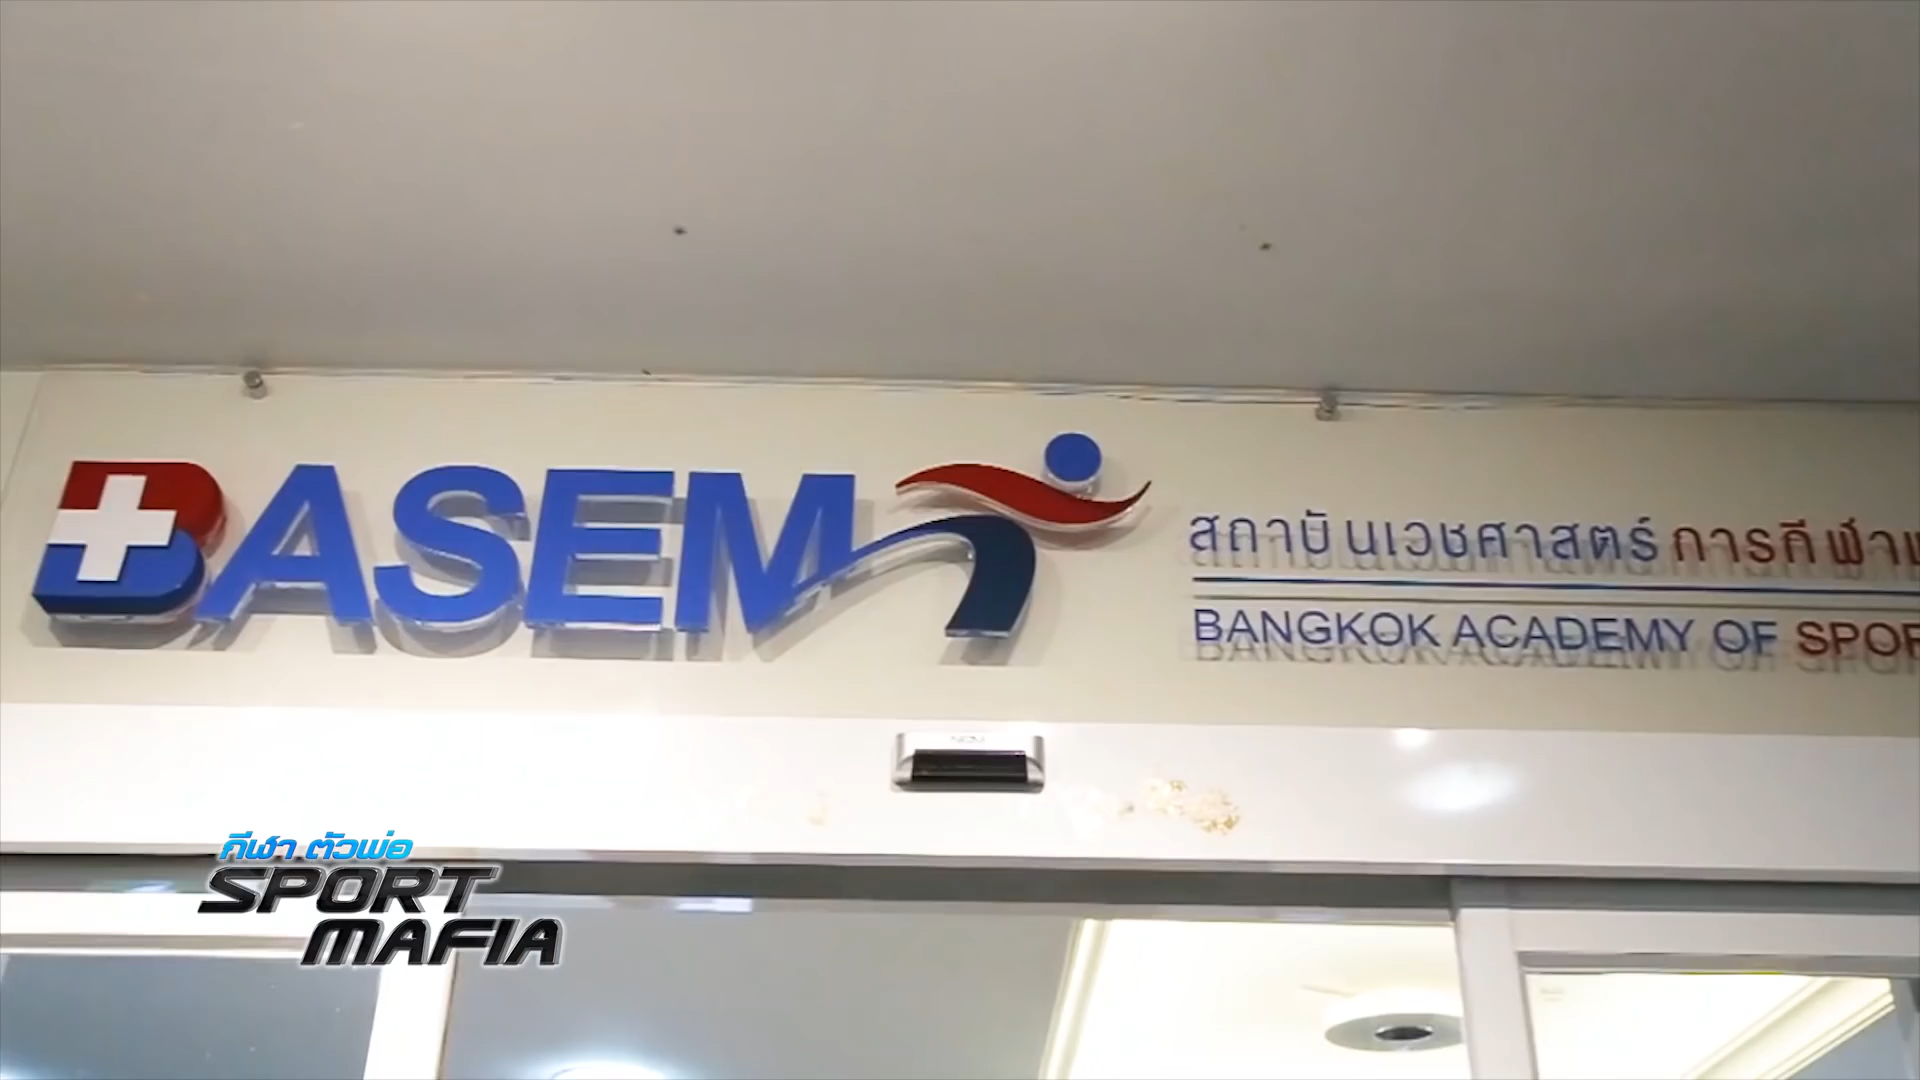 BASEM
สถาบันเวชศาสตร์การกีฬาแ
BANGKOK ACADEMY OF SPOR
กีฬา ตัวพ่อ
SPORT
MAFIA